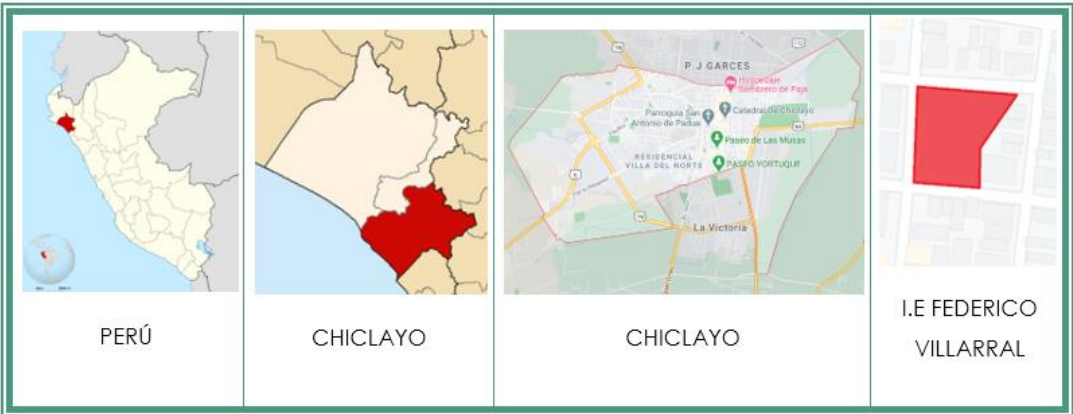 P.J GARCES
Hospedaje
Sombrero de Paja
Parroquia San
Antonio de Padua
Catedral De Chiclayo
Paseo de Las Musas
RESIDENCIAL
VILLA DEL NORTE
PASEO YORTUQUE
La Victoria
PERÚ
CHICLAYO
CHICLAYO
I.E FEDERICO
VILLARRAL